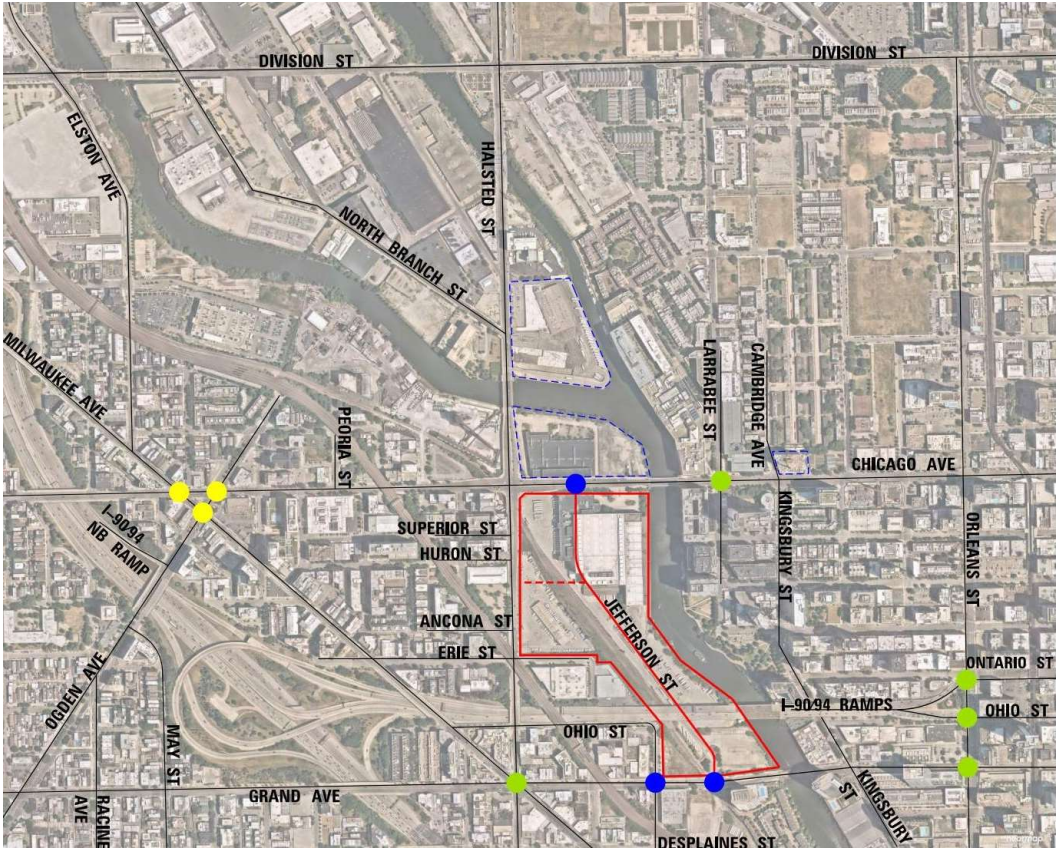 DIVISION ST
DIVISION ST
ELSTON AVE
HALSTED ST
NORTH BRANCH ST
MILWAUKEE AVE
LARRABEE ST
CAMBRIDGE AVE
PEORIA ST
CHICAGO AVE
I-90/94
NB RAMP
SUPERIOR ST
HURON ST
KINGSBURY ST
ORLEANS ST
ANCONA ST
ERIE ST
JEFFERSON ST
OGDEN AVE
ONTARIO ST
I-90/94 RAMPS
OHIO ST
OHIO ST
MAY ST
GRAND AVE
KINGSBURY
ST
RACINE
AVE
DESPLAINES ST